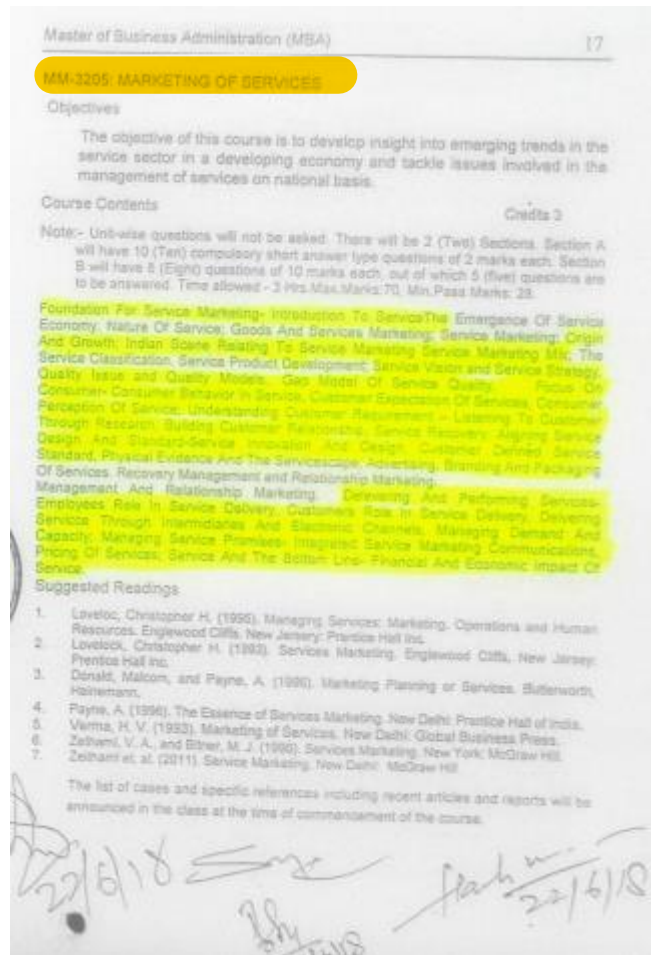 Master of Business Administration (MBA) 17
MM-3205: MARKETING OF SERVICES
Objectives
The objective of this course is to develop insight into emerging trends in the
service sector in a developing economy and tackle issues involved in the
management of services on national basis.
Course Contents Credits 3
Note:- Unit-wise questions will not be asked. There will be 2 (Two) Sections. Section A
will have 10 (Ten) compulsory short answer type questions of 2 marks each. Section
B will have 8 (Eight) questions of 10 marks each, out of which 5 (five) questions are
to be answered. Time allowed - 3 Hrs.Max.Marks:70, Min.Pass Marks: 28.
Foundation For Service Marketing- Introduction To ServiceThe Emergence Of Service
Economy, Nature Of Service; Goods And Services Marketing; Service Marketing: Origin
And Growth; Indian Scene Relating To Service Marketing Service Marketing Mix; The
Service Classification, Service Product Development; Service Vision and Service Strategy,
Quality Issue and Quality Models, Gap Model Of Service Quality. Focus On
Consumer- Consumer Behavior in Service, Customer Expectation Of Services, Consumer
Perception Of Service; Understanding Customer Requirement – Listening To Customer
Through Research, Building Customer Relationship, Service Recovery; Aligning Service
Design And Standard-Service Innovation And Design, Customer Defined Service
Standard, Physical Evidence And The Servicescape, Advertising, Branding And Packaging
Of Services. Recovery Management and Relationship Marketing.
Management And Relationship Marketing. Delevering And Performing Services-
Employees Role In Service Delivery, Customers Role In Service Delivery, Delivering
Services Through Intermidiaries And Electronic Channels, Managing Demand And
Capacity; Managing Service Promises- Integrated Service Marketing Communications,
Pricing Of Services; Service And The Bottom Line- Financial And Economic Impact Of
Service.
Suggested Readings
1. Loveloc, Christopher H. (1995). Managing Services: Marketing, Operations and Human
Resources. Englewood Cliffs, New Jersery: Prentice Hall Inc.
2. Lovelock, Christopher H. (1993). Services Marketing. Englewood Cliffs, New Jersey:
Prentice Hall Inc.
3. Donald, Malcom, and Payne, A. (1996). Marketing Planning or Services. Butterworth,
Heinemann.
4. Payne, A. (1996). The Essence of Services Marketing. New Delhi: Prentice Hall of India.
5. Verma, H. V. (1993). Marketing of Services. New Delhi: Global Business Press.
6. Zeithaml, V. A., and Bitner, M. J. (1996). Services Marketing. New York: McGraw Hill.
7. Zeithaml et. al. (2011). Service Marketing. New Delhi: McGraw Hill
The list of cases and specific references including recent articles and reports will be
announced in the class at the time of commencement of the course.
22/6/18
22/6/18